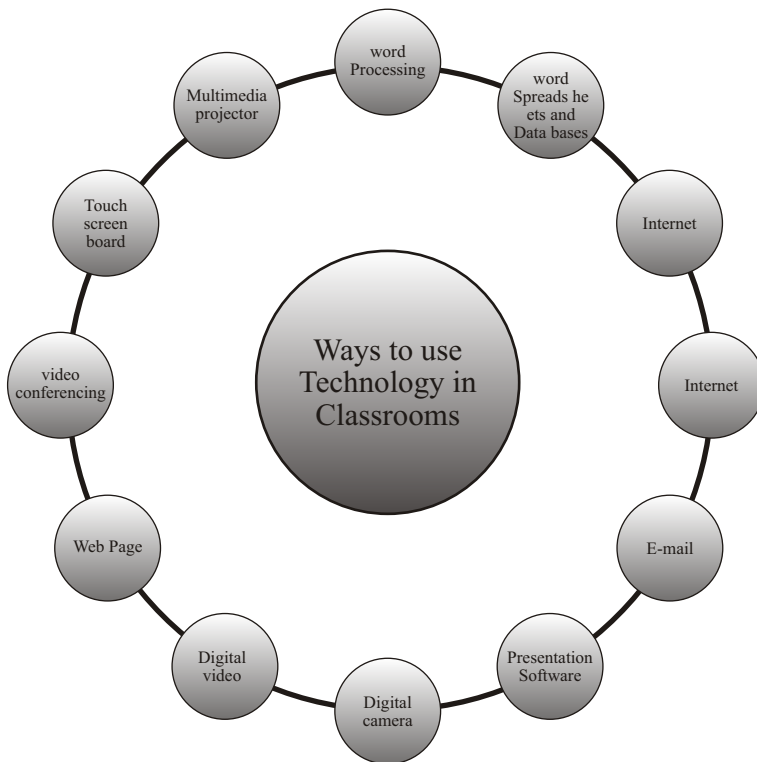 word
Processing
word
Spreads he
ets and
Data bases
Internet
Internet
E-mail
Presentation
Software
Digital
camera
Digital
video
Web Page
video
conferencing
Touch
screen
board
Multimedia
projector
Ways to use
Technology in
Classrooms